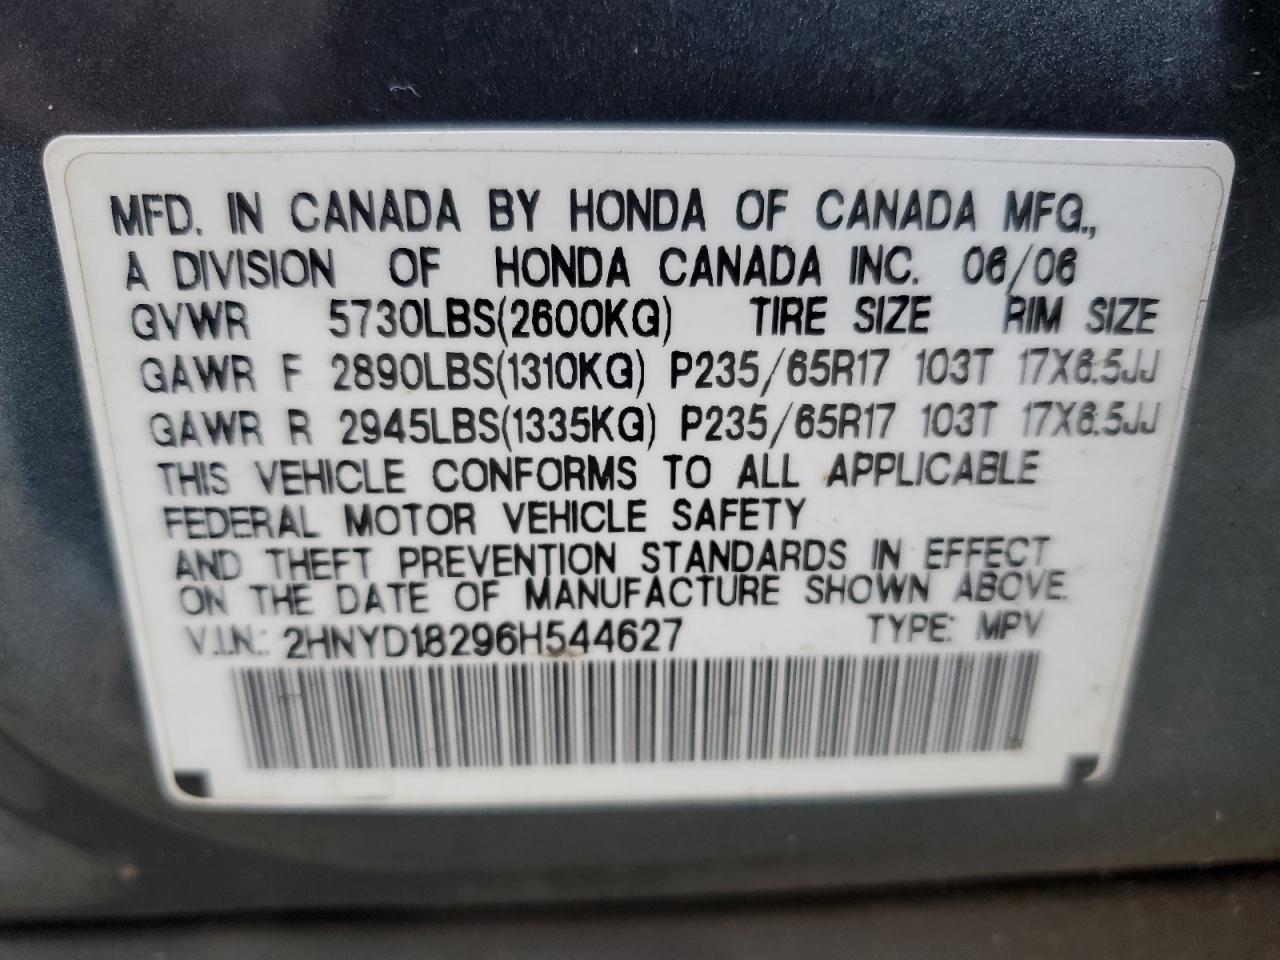 MFD. IN CANADA BY HONDA OF CANADA MFG.,
A DIVISION OF HONDA CANADA INC. 06/06
GVWR 5730LBS(2600KG) TIRE SIZE RIM SIZE
GAWR F 2890LBS(1310KG) P235/65R17 103T 17X6.5JJ
GAWR R 2945LBS(1335KG) P235/65R17 103T 17X6.5JJ
THIS VEHICLE CONFORMS TO ALL APPLICABLE
FEDERAL MOTOR VEHICLE SAFETY
AND THEFT PREVENTION STANDARDS IN EFFECT
ON THE DATE OF MANUFACTURE SHOWN ABOVE.
V.I.N.: 2HNYD18296H544627 TYPE: MPV